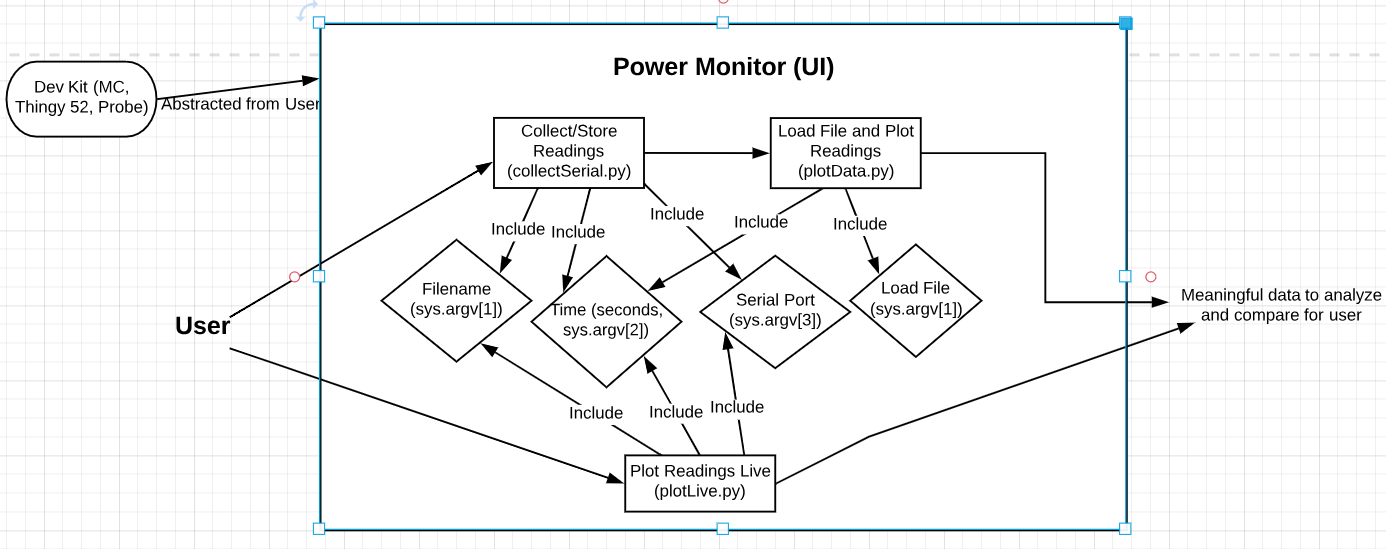 Power Monitor (UI)
Dev Kit (MC,
Thingy 52, Probe)
Abstracted from User
Collect/Store
Readings
(collectSerial.py)
Load File and Plot
Readings
(plotData.py)
Include
Include
Include
Include
Include
Filename
(sys.argv[1])
Time (seconds,
sys.argv[2])
Serial Port
(sys.argv[3])
Load File
(sys.argv[1])
User
Meaningful data to analyze
and compare for user
Include
Include
Include
Plot Readings Live
(plotLive.py)